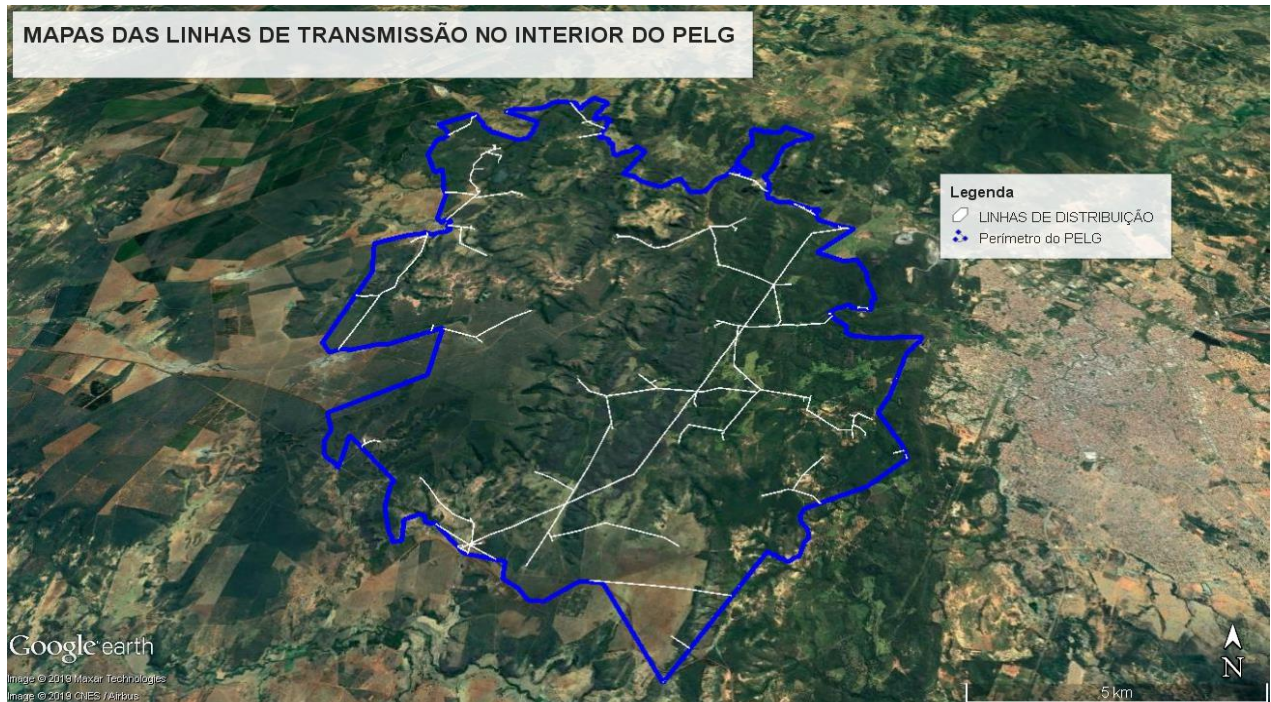 MAPAS DAS LINHAS DE TRANSMISSÃO NO INTERIOR DO PELG
Legenda
LINHAS DE DISTRIBUIÇÃO
Perímetro do PELG
Google earth
Image © 2019 Maxar Technologies
Image © 2019 CNES / Airbus
N
5 km